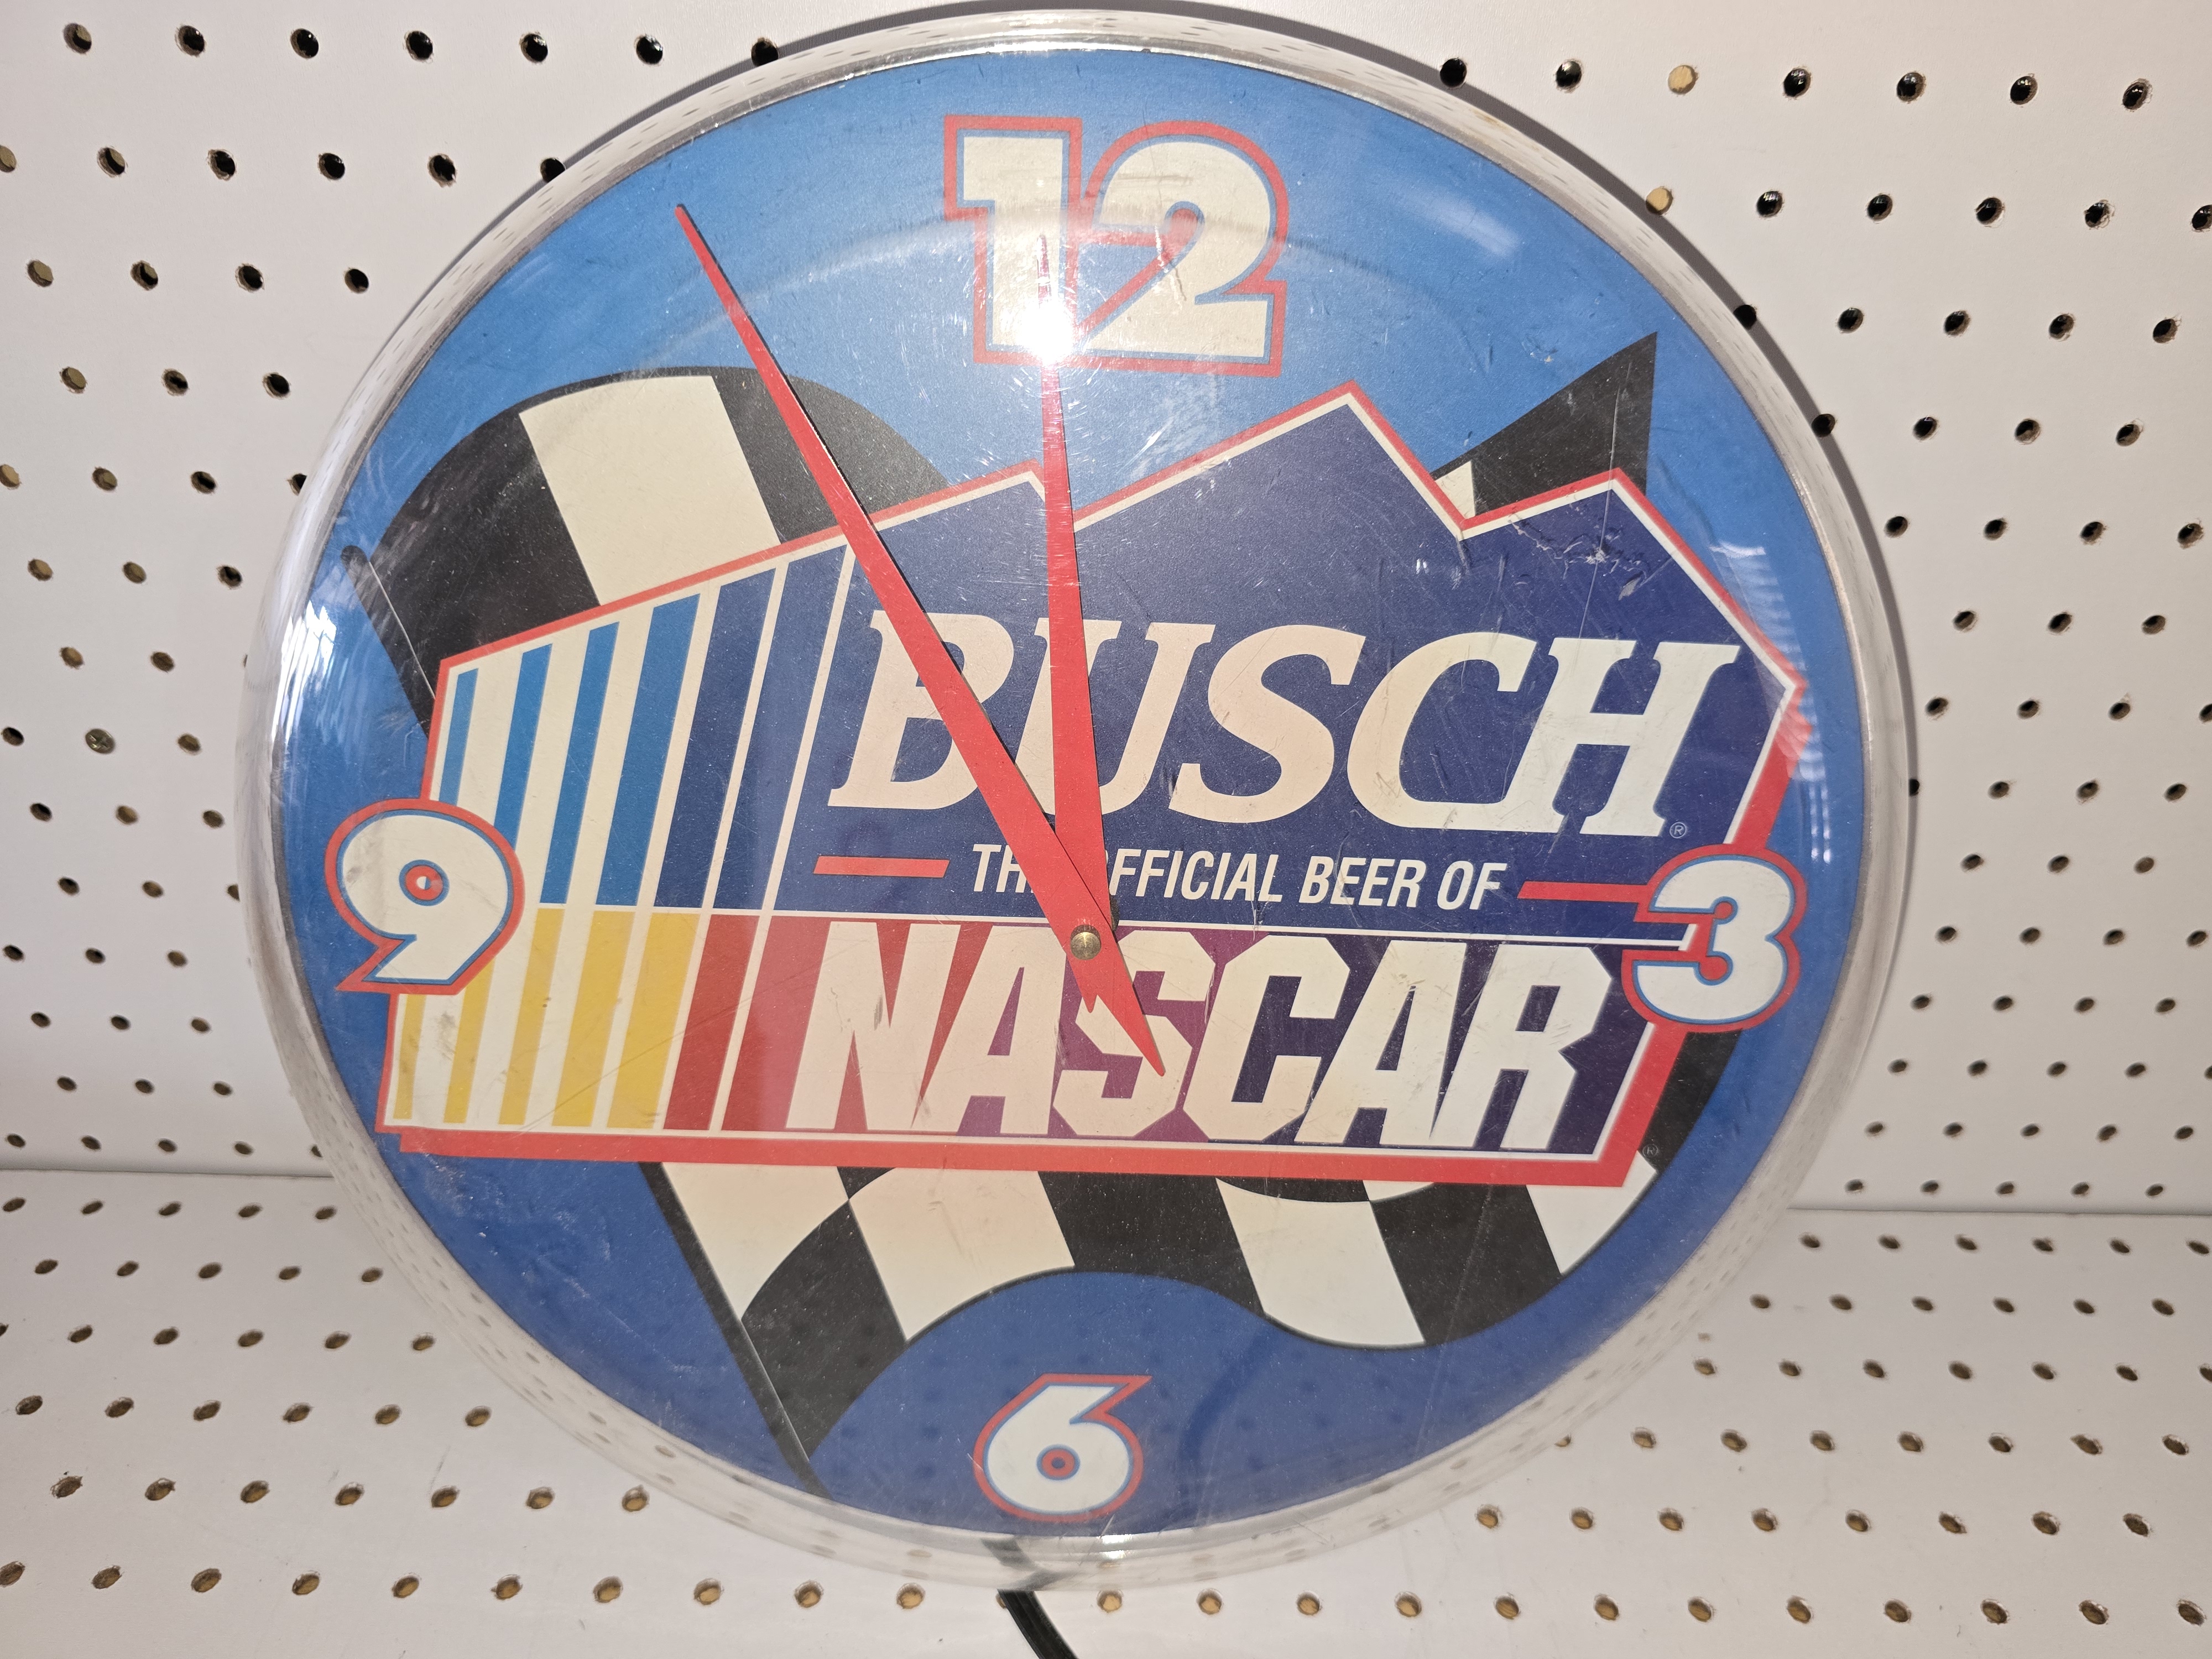 12
BUSCH®
THE OFFICIAL BEER OF
9
3
NASCAR
®
6